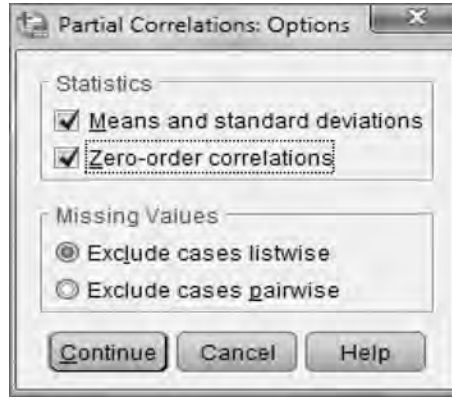 Partial Correlations: Options
Statistics
Means and standard deviations
Zero-order correlations
Missing Values
Exclude cases listwise
Exclude cases pairwise
Continue Cancel Help